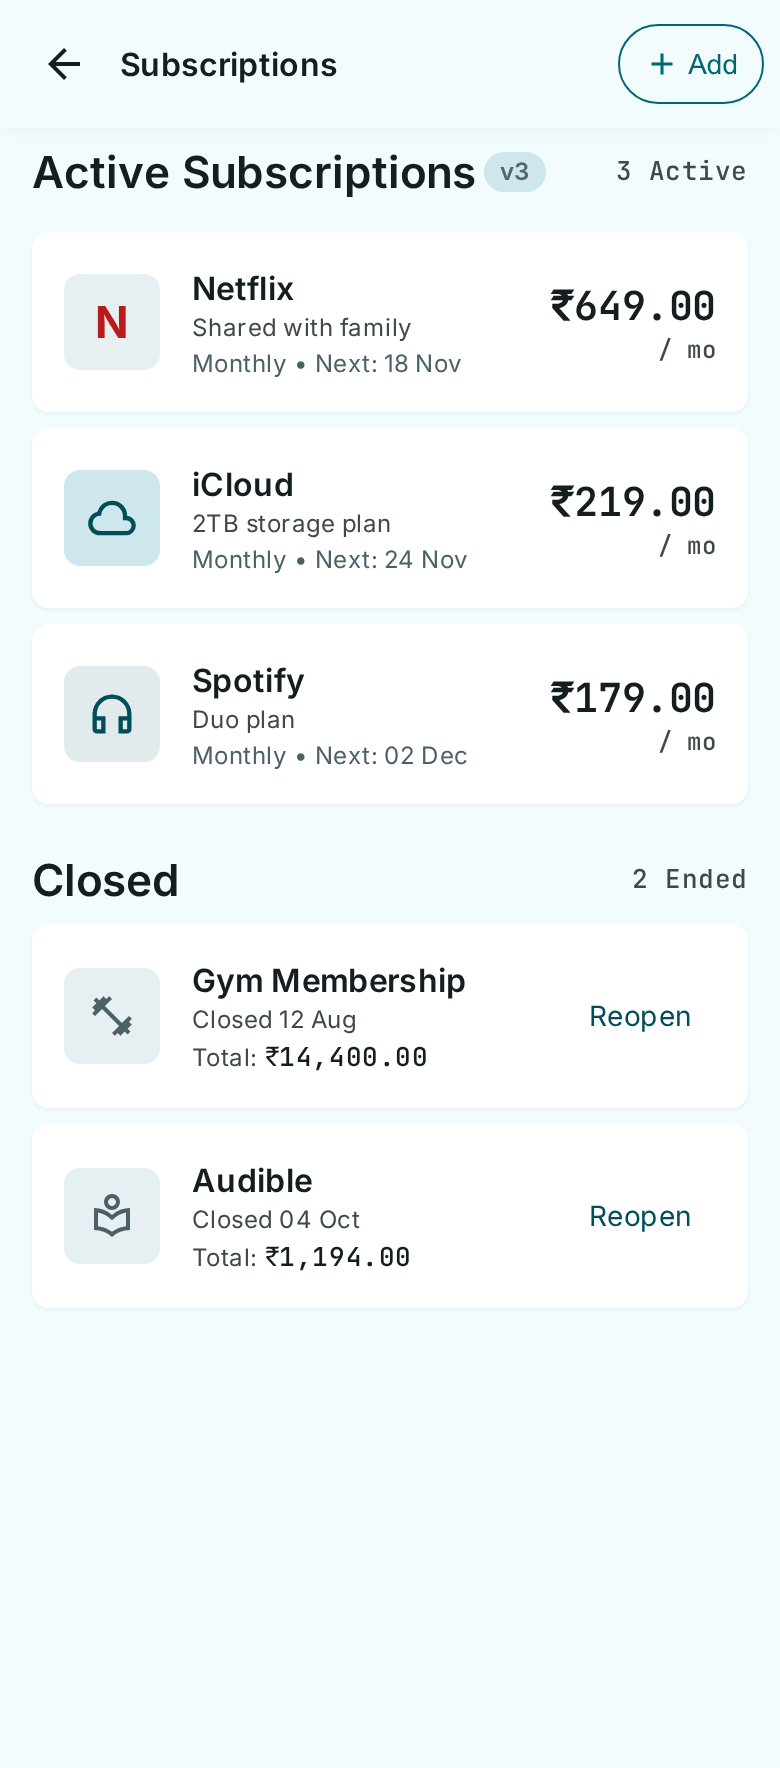 Subscriptions
+ Add
Active Subscriptions v3 3 Active
N
Netflix
Shared with family
Monthly • Next: 18 Nov
₹649.00
/ mo
iCloud
2TB storage plan
Monthly • Next: 24 Nov
₹219.00
/ mo
Spotify
Duo plan
Monthly • Next: 02 Dec
₹179.00
/ mo
Closed 2 Ended
Gym Membership
Closed 12 Aug
Total: ₹14,400.00
Reopen
Audible
Closed 04 Oct
Total: ₹1,194.00
Reopen